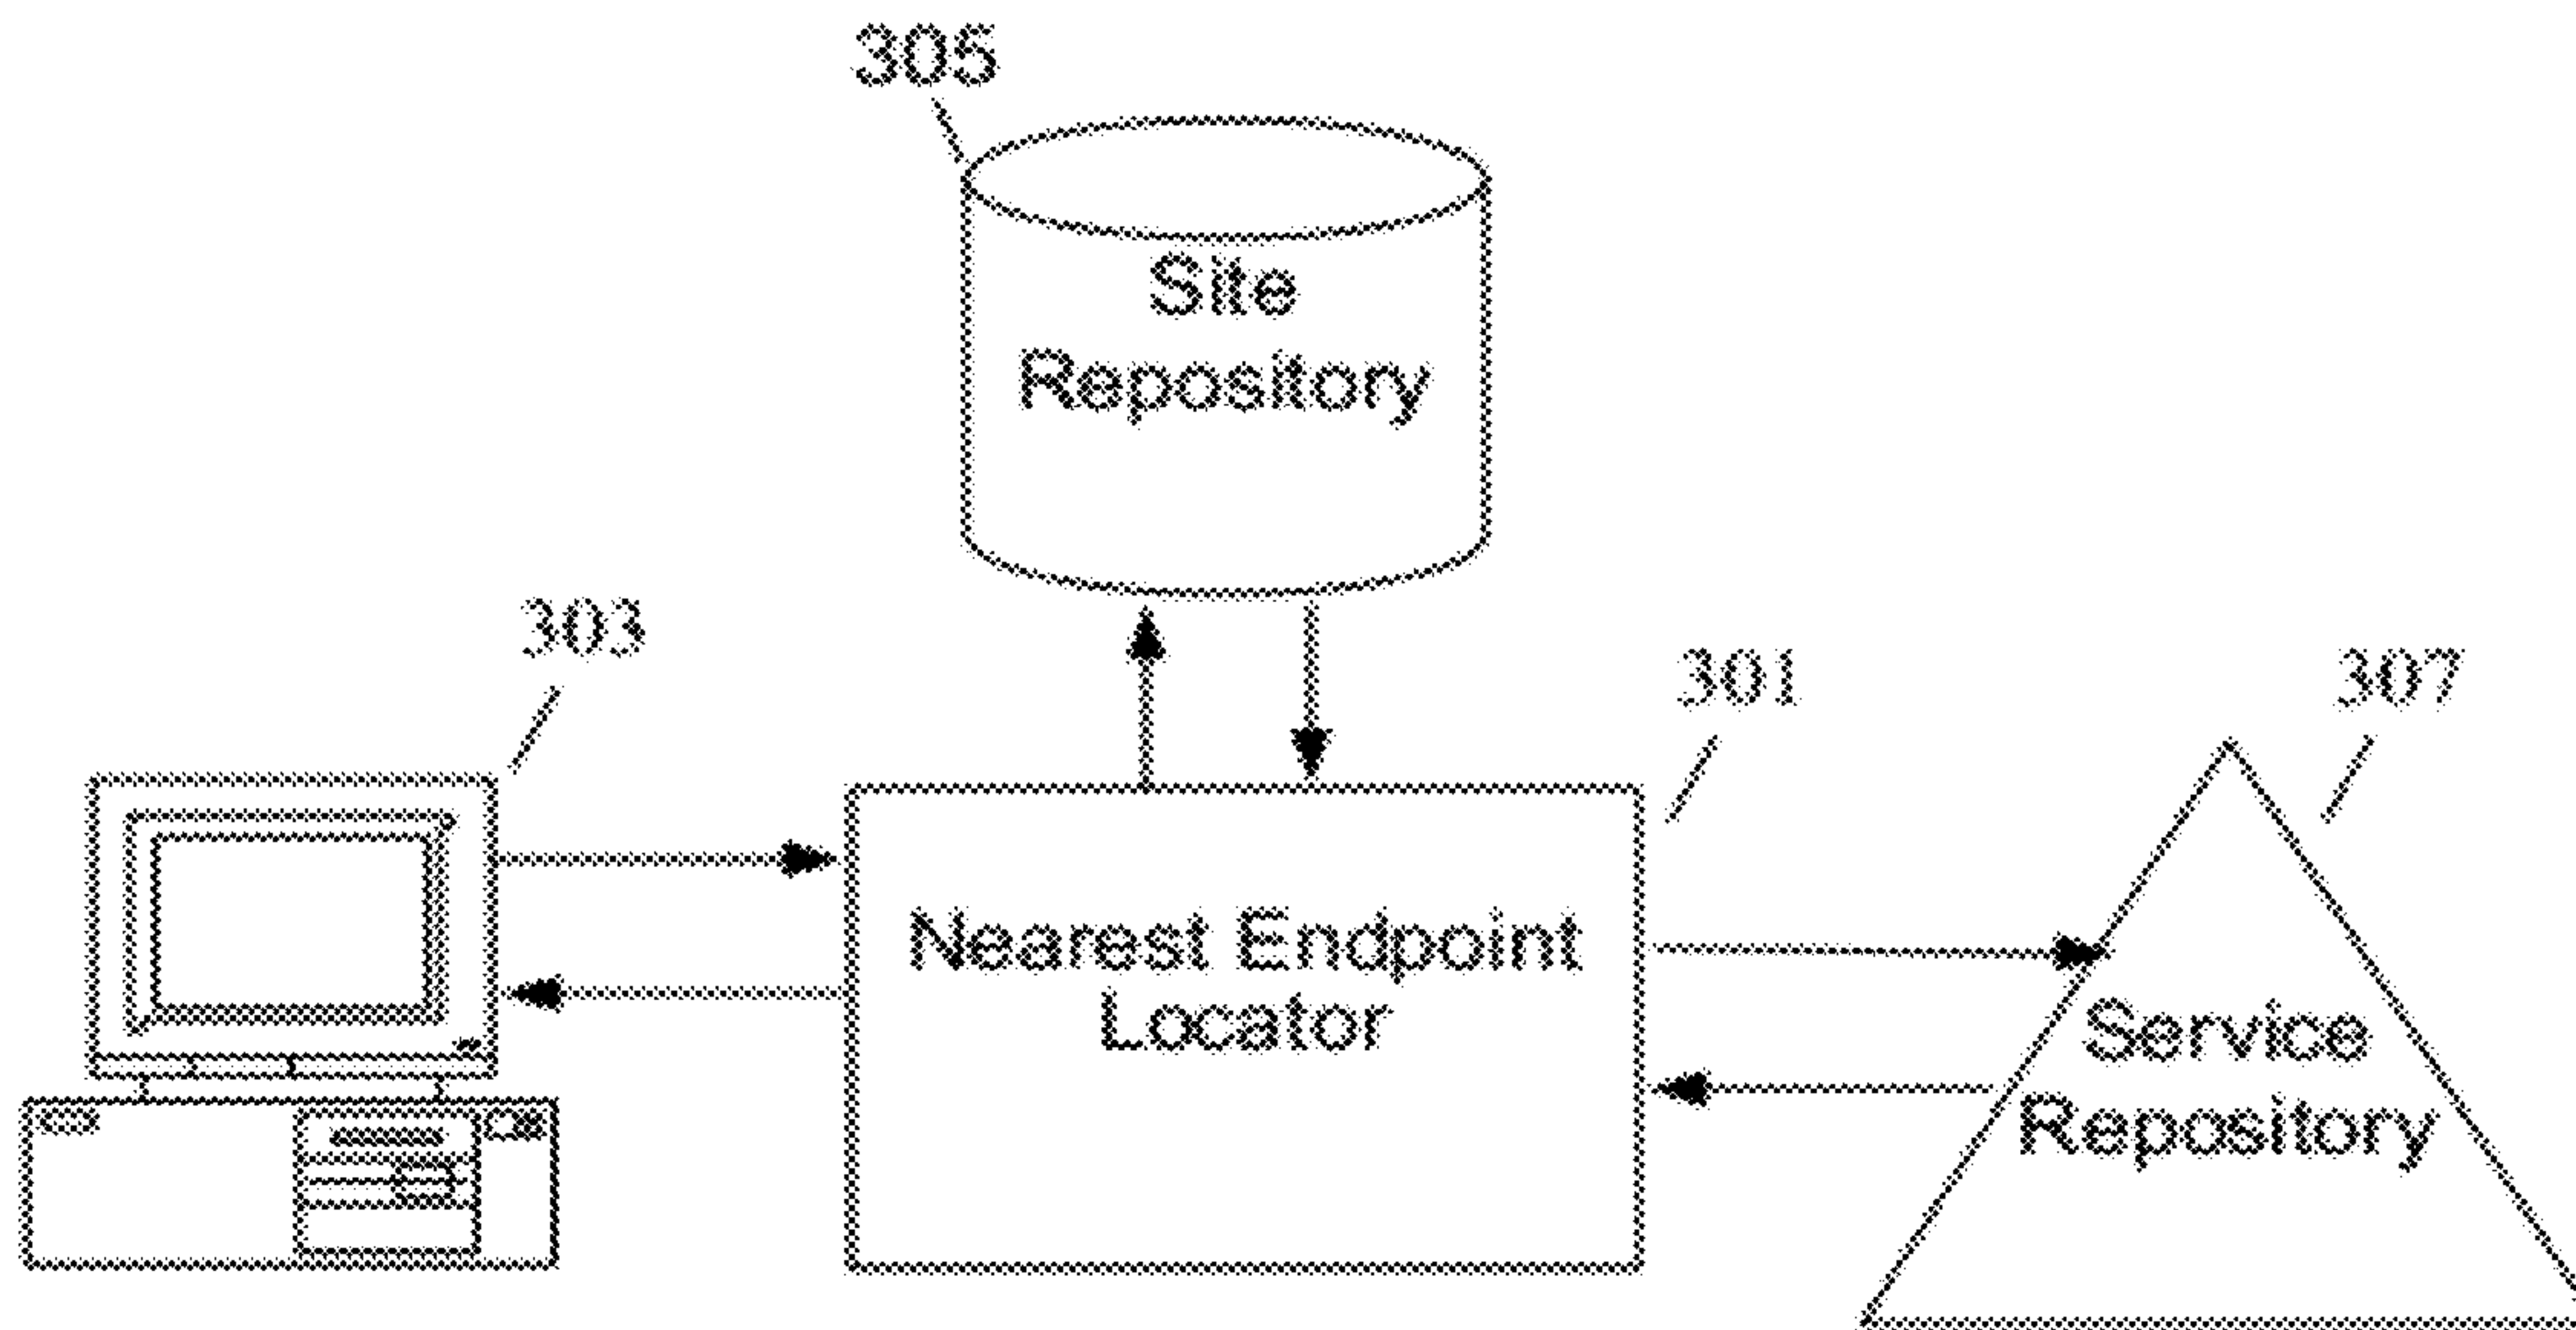 305
Site
Repository
303
301
307
Nearest Endpoint
Locator
Service
Repository